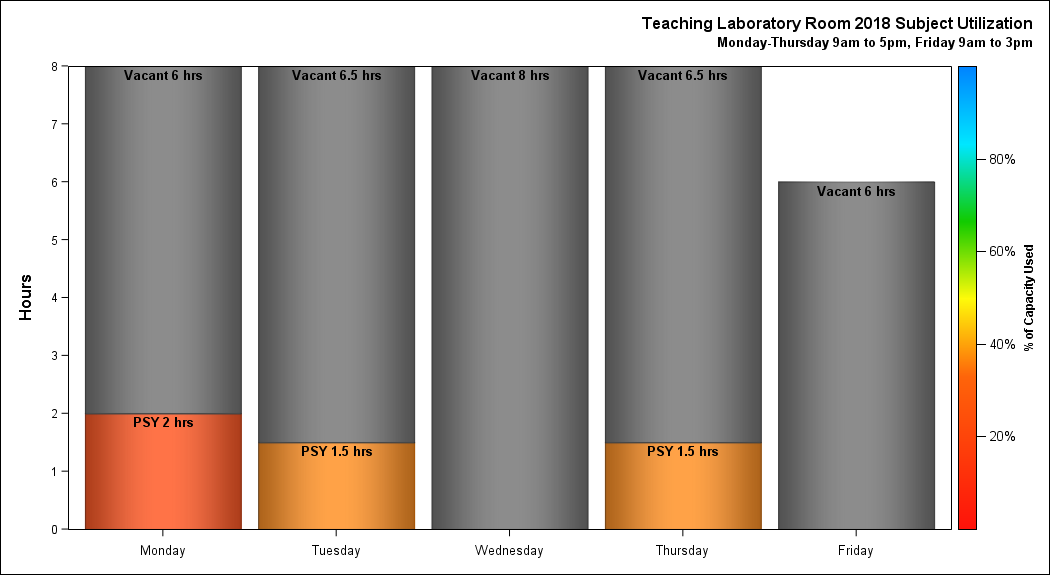 Teaching Laboratory Room 2018 Subject Utilization
Monday-Thursday 9am to 5pm, Friday 9am to 3pm
Hours
8
7
6
5
4
3
2
1
0
Vacant 6 hrs
PSY 2 hrs
Vacant 6.5 hrs
PSY 1.5 hrs
Vacant 8 hrs
Vacant 6.5 hrs
PSY 1.5 hrs
Vacant 6 hrs
Monday
Tuesday
Wednesday
Thursday
Friday
80%
60%
40%
20%
% of Capacity Used